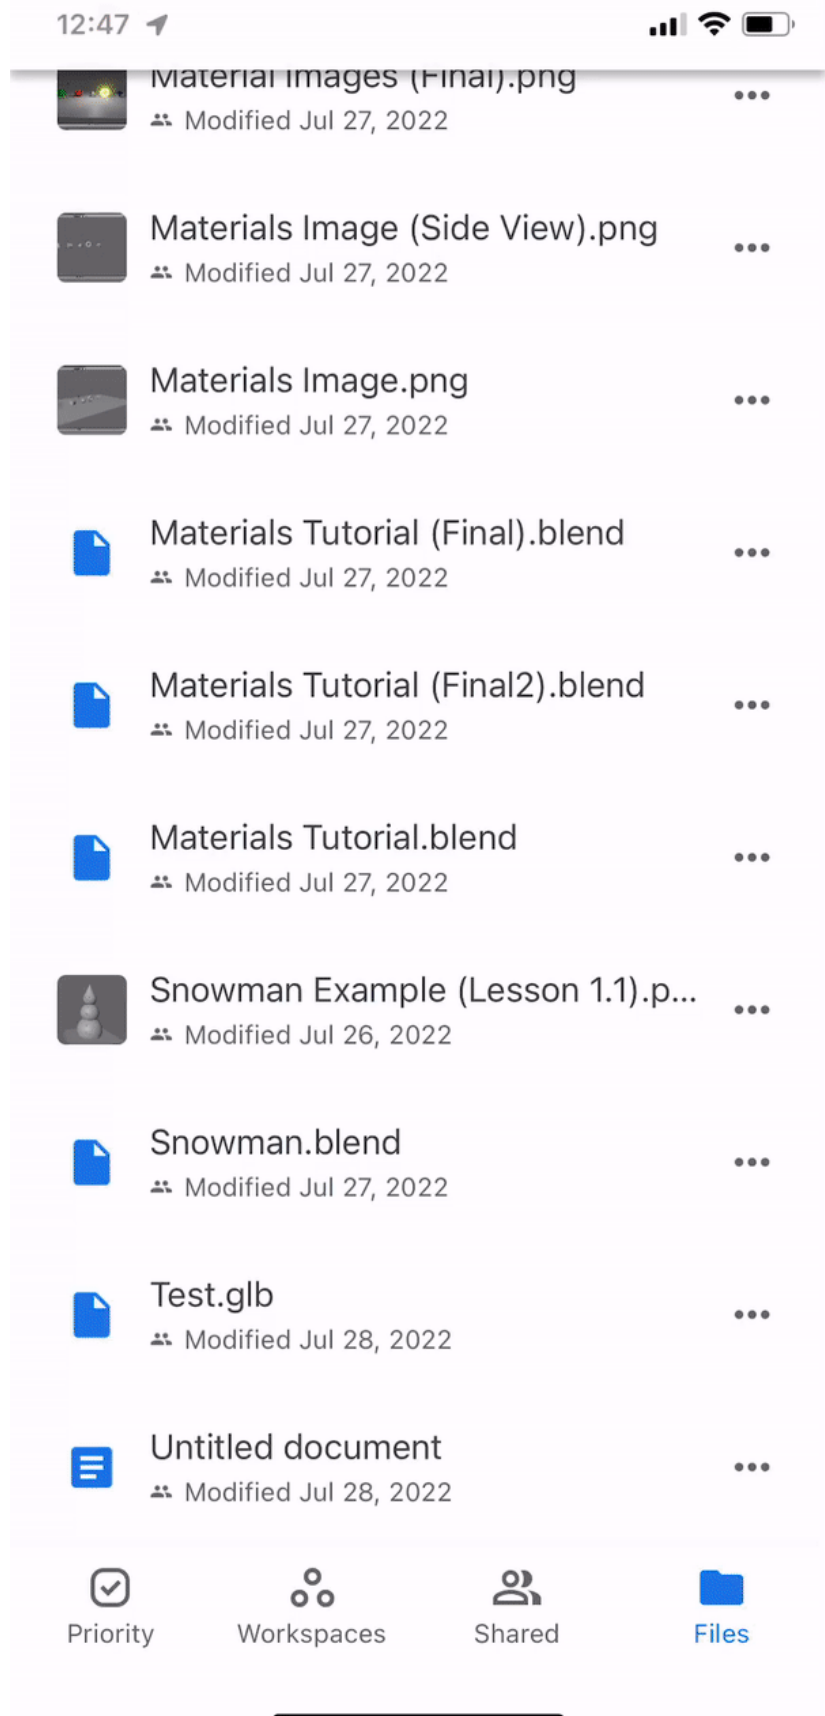 12:47
Material Images (Final).png
Modified Jul 27, 2022
Materials Image (Side View).png
Modified Jul 27, 2022
Materials Image.png
Modified Jul 27, 2022
Materials Tutorial (Final).blend
Modified Jul 27, 2022
Materials Tutorial (Final2).blend
Modified Jul 27, 2022
Materials Tutorial.blend
Modified Jul 27, 2022
Snowman Example (Lesson 1.1).p...
Modified Jul 26, 2022
Snowman.blend
Modified Jul 27, 2022
Test.glb
Modified Jul 28, 2022
Untitled document
Modified Jul 28, 2022
Priority Workspaces Shared Files